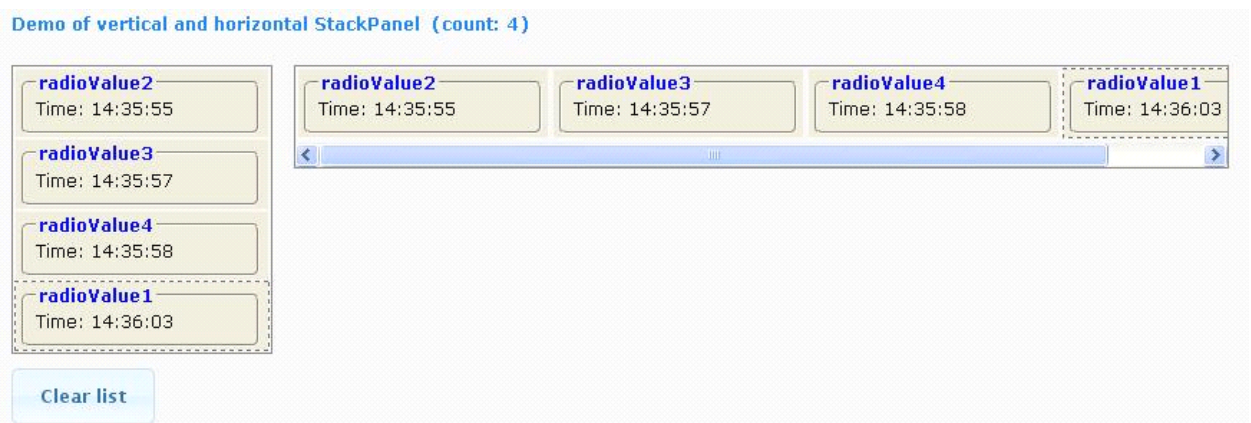 Demo of vertical and horizontal StackPanel (count: 4)
radioValue2
Time: 14:35:55
radioValue3
Time: 14:35:57
radioValue4
Time: 14:35:58
radioValue1
Time: 14:36:03
radioValue2
Time: 14:35:55
radioValue3
Time: 14:35:57
radioValue4
Time: 14:35:58
radioValue1
Time: 14:36:03
Clear list